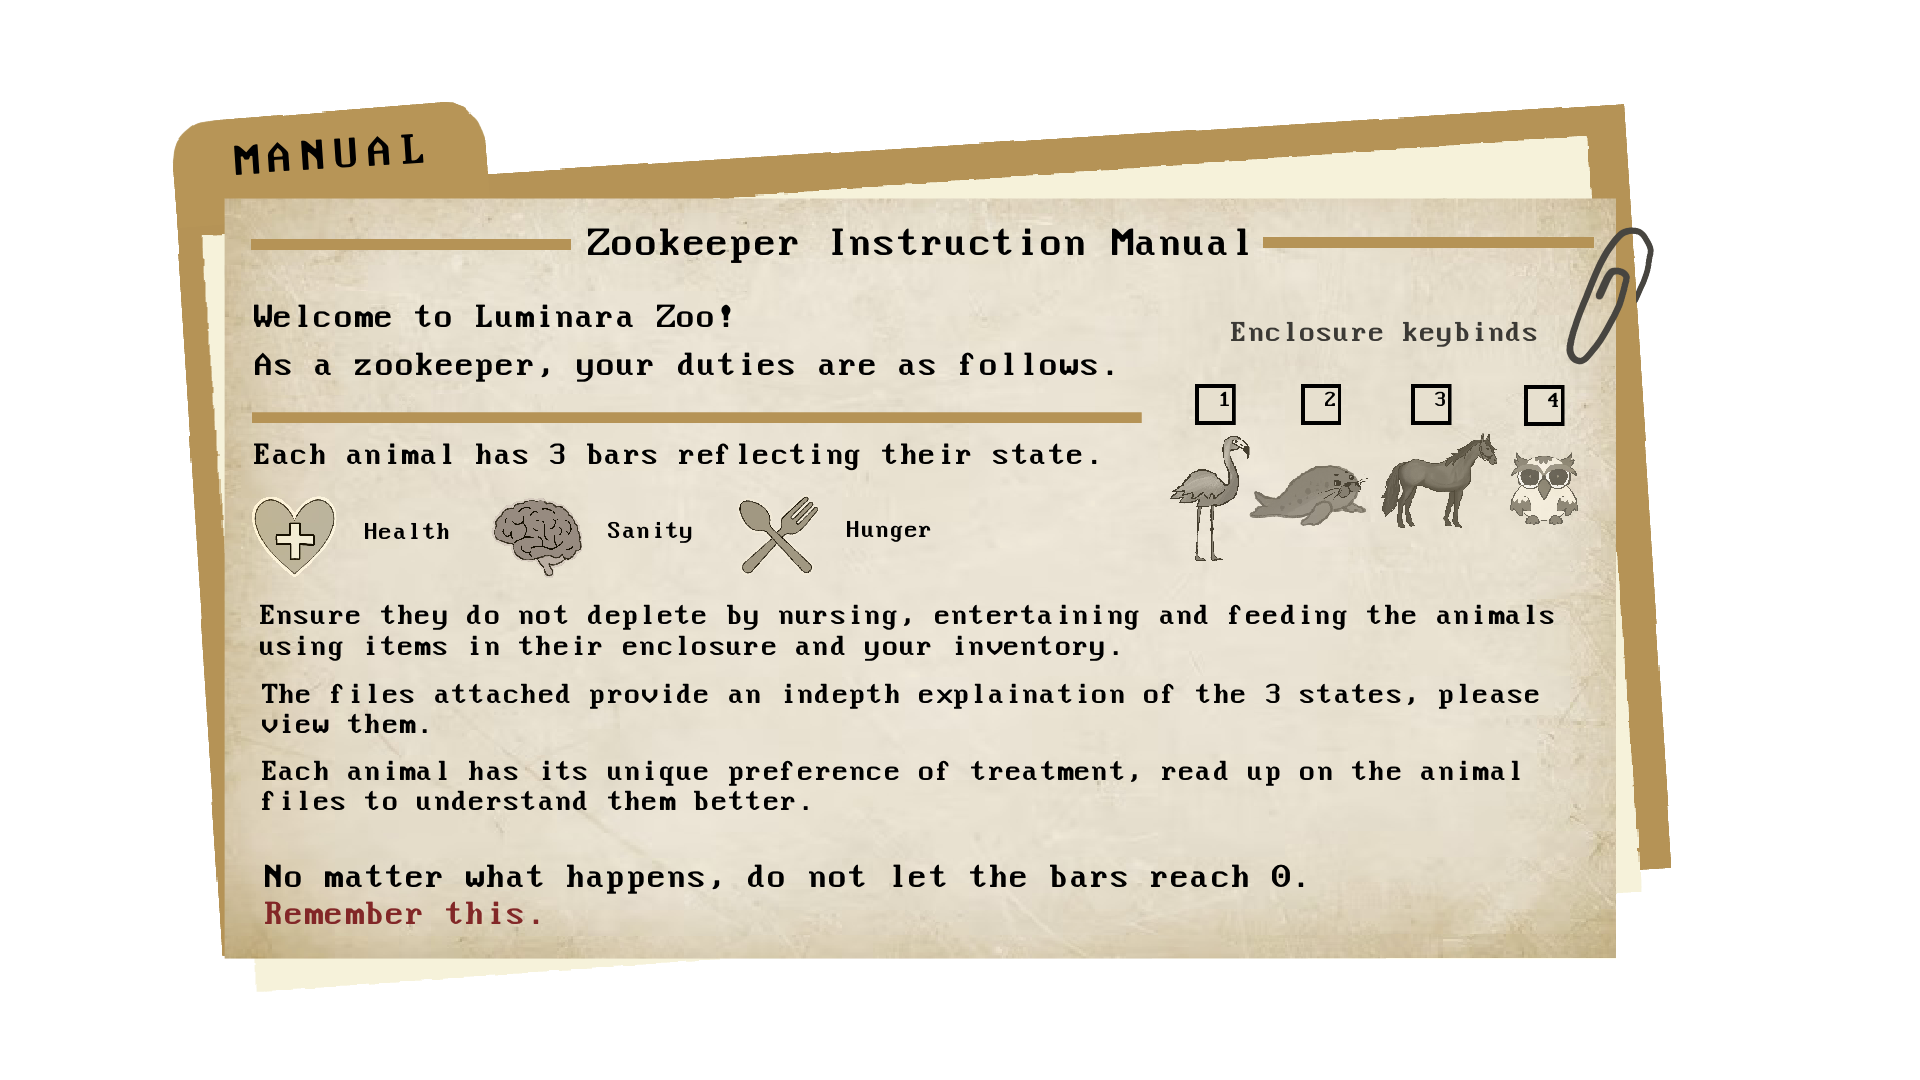 MANUAL
Zookeeper Instruction Manual
Welcome to Luminara Zoo!
As a zookeeper, your duties are as follows.
Enclosure keybinds
1 2 3 4
Each animal has 3 bars reflecting their state.
Health Sanity Hunger
Ensure they do not deplete by nursing, entertaining and feeding the animals
using items in their enclosure and your inventory.
The files attached provide an indepth explaination of the 3 states, please
view them.
Each animal has its unique preference of treatment, read up on the animal
files to understand them better.
No matter what happens, do not let the bars reach 0.
Remember this.